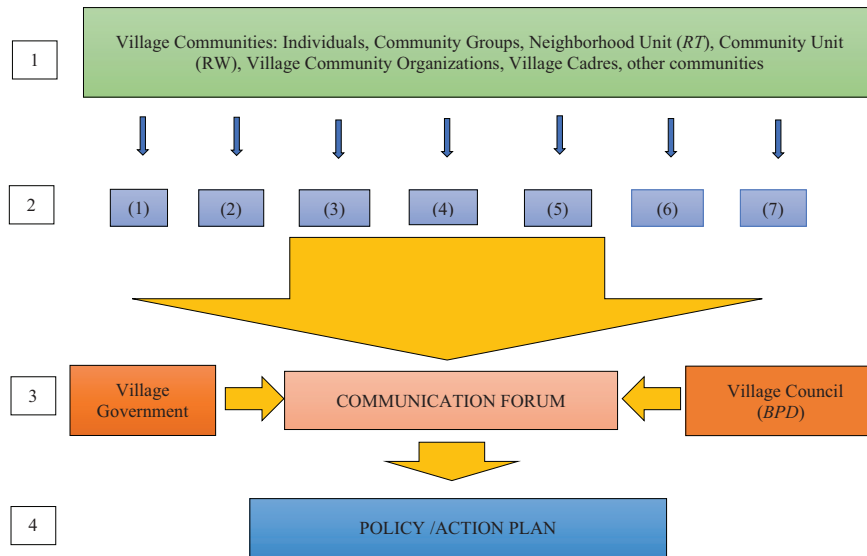 1
Village Communities: Individuals, Community Groups, Neighborhood Unit (RT), Community Unit
(RW), Village Community Organizations, Village Cadres, other communities
2
(1) (2) (3) (4) (5) (6) (7)
3
Village
Government
COMMUNICATION FORUM
Village Council
(BPD)
4
POLICY /ACTION PLAN